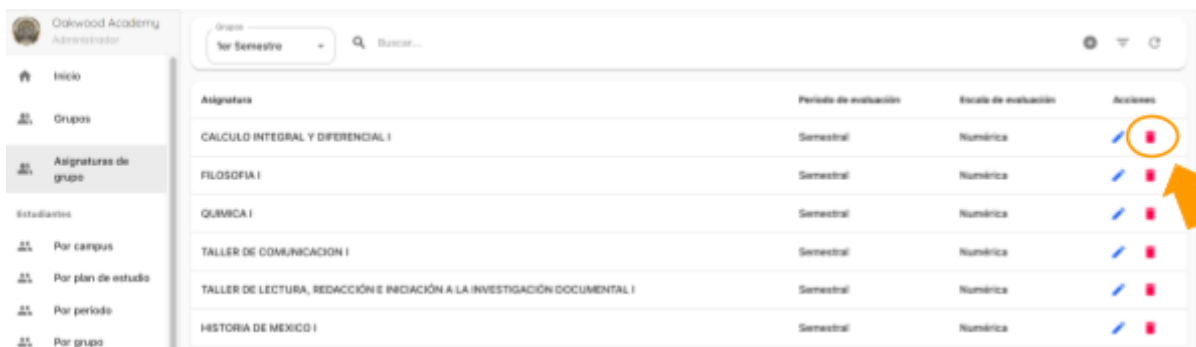 Oakwood Academy
Administrador
Inicio
Grupos
Asignaturas de
grupo
Estudiantes
Por campus
Por plan de estudio
Por periodo
Por grupo
Grupos
1er Semestre
Buscar...
Asignatura Periodo de evaluación Escala de evaluación Acciones
CALCULO INTEGRAL Y DIFERENCIAL I Semestral Numérica
FILOSOFIA I Semestral Numérica
QUIMICA I Semestral Numérica
TALLER DE COMUNICACION I Semestral Numérica
TALLER DE LECTURA, REDACCIÓN E INICIACIÓN A LA INVESTIGACIÓN DOCUMENTAL I Semestral Numérica
HISTORIA DE MEXICO I Semestral Numérica